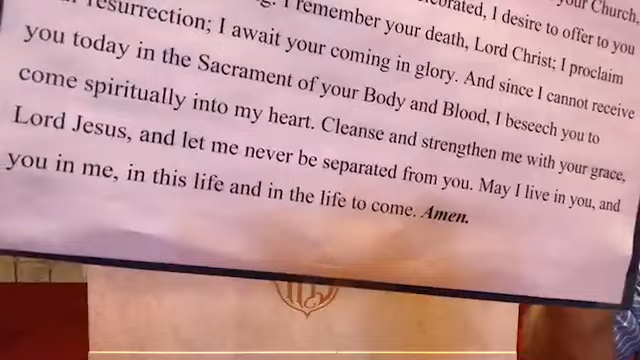 your Church,
celebrated, I desire to offer to you
I remember your death, Lord Christ; I proclaim
resurrection; I await your coming in glory. And since I cannot receive
you today in the Sacrament of your Body and Blood, I beseech you to
come spiritually into my heart. Cleanse and strengthen me with your grace,
Lord Jesus, and let me never be separated from you. May I live in you, and
you in me, in this life and in the life to come. Amen.